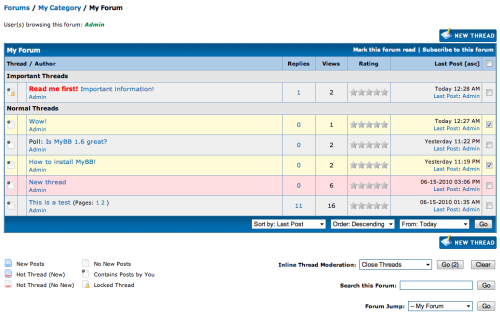 Forums / My Category / My Forum
User(s) browsing this forum: Admin
NEW THREAD
My Forum
Mark this forum read | Subscribe to this forum
Thread / Author Replies Views Rating Last Post [asc]
Important Threads
Read me first! Important information! 1 2 Today 12:28 AM
Admin Last Post: Admin
Normal Threads
Wow! 0 1 Today 12:27 AM
Admin Last Post: Admin
Poll: Is MyBB 1.6 great? 0 2 Yesterday 11:22 PM
Admin Last Post: Admin
How to install MyBB! 0 2 Yesterday 11:19 PM
Admin Last Post: Admin
New thread 0 6 06-15-2010 03:06 PM
Admin Last Post: Admin
This is a test (Pages: 1 2 ) 11 16 06-15-2010 01:35 AM
Admin Last Post: Admin
Sort by: Last Post Order: Descending From: Today Go
NEW THREAD
New Posts No New Posts
Hot Thread (New) Contains Posts by You
Hot Thread (No New) Locked Thread
Inline Thread Moderation: Close Threads Go (2) Clear
Search this Forum: Go
Forum Jump: -- My Forum Go